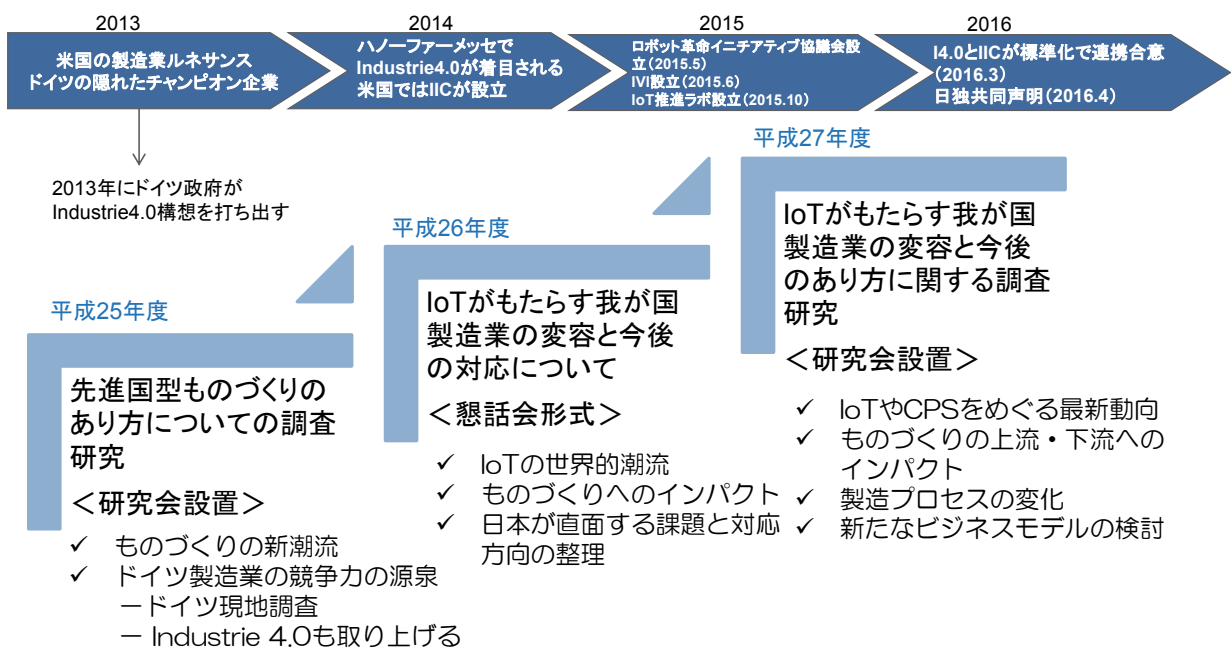 2013
米国の製造業ルネサンス
ドイツの隠れたチャンピオン企業
2014
ハノーファーメッセで
Industrie4.0が着目される
米国ではIICが設立
2015
ロボット革命イニチアティブ協議会設
立(2015.5)
IVI設立(2015.6)
IoT推進ラボ設立(2015.10)
2016
I4.0とIICが標準化で連携合意
(2016.3)
日独共同声明(2016.4)
2013年にドイツ政府が
Industrie4.0構想を打ち出す
平成25年度
先進国型ものづくりの
あり方についての調査
研究
<研究会設置>
✓ ものづくりの新潮流
✓ ドイツ製造業の競争力の源泉
－ドイツ現地調査
－ Industrie 4.0も取り上げる
平成26年度
IoTがもたらす我が国
製造業の変容と今後
の対応について
<懇話会形式>
✓ IoTの世界的潮流
✓ ものづくりへのインパクト
✓ 日本が直面する課題と対応
方向の整理
平成27年度
IoTがもたらす我が国
製造業の変容と今後
のあり方に関する調査
研究
<研究会設置>
✓ IoTやCPSをめぐる最新動向
✓ ものづくりの上流・下流への
インパクト
✓ 製造プロセスの変化
✓ 新たなビジネスモデルの検討